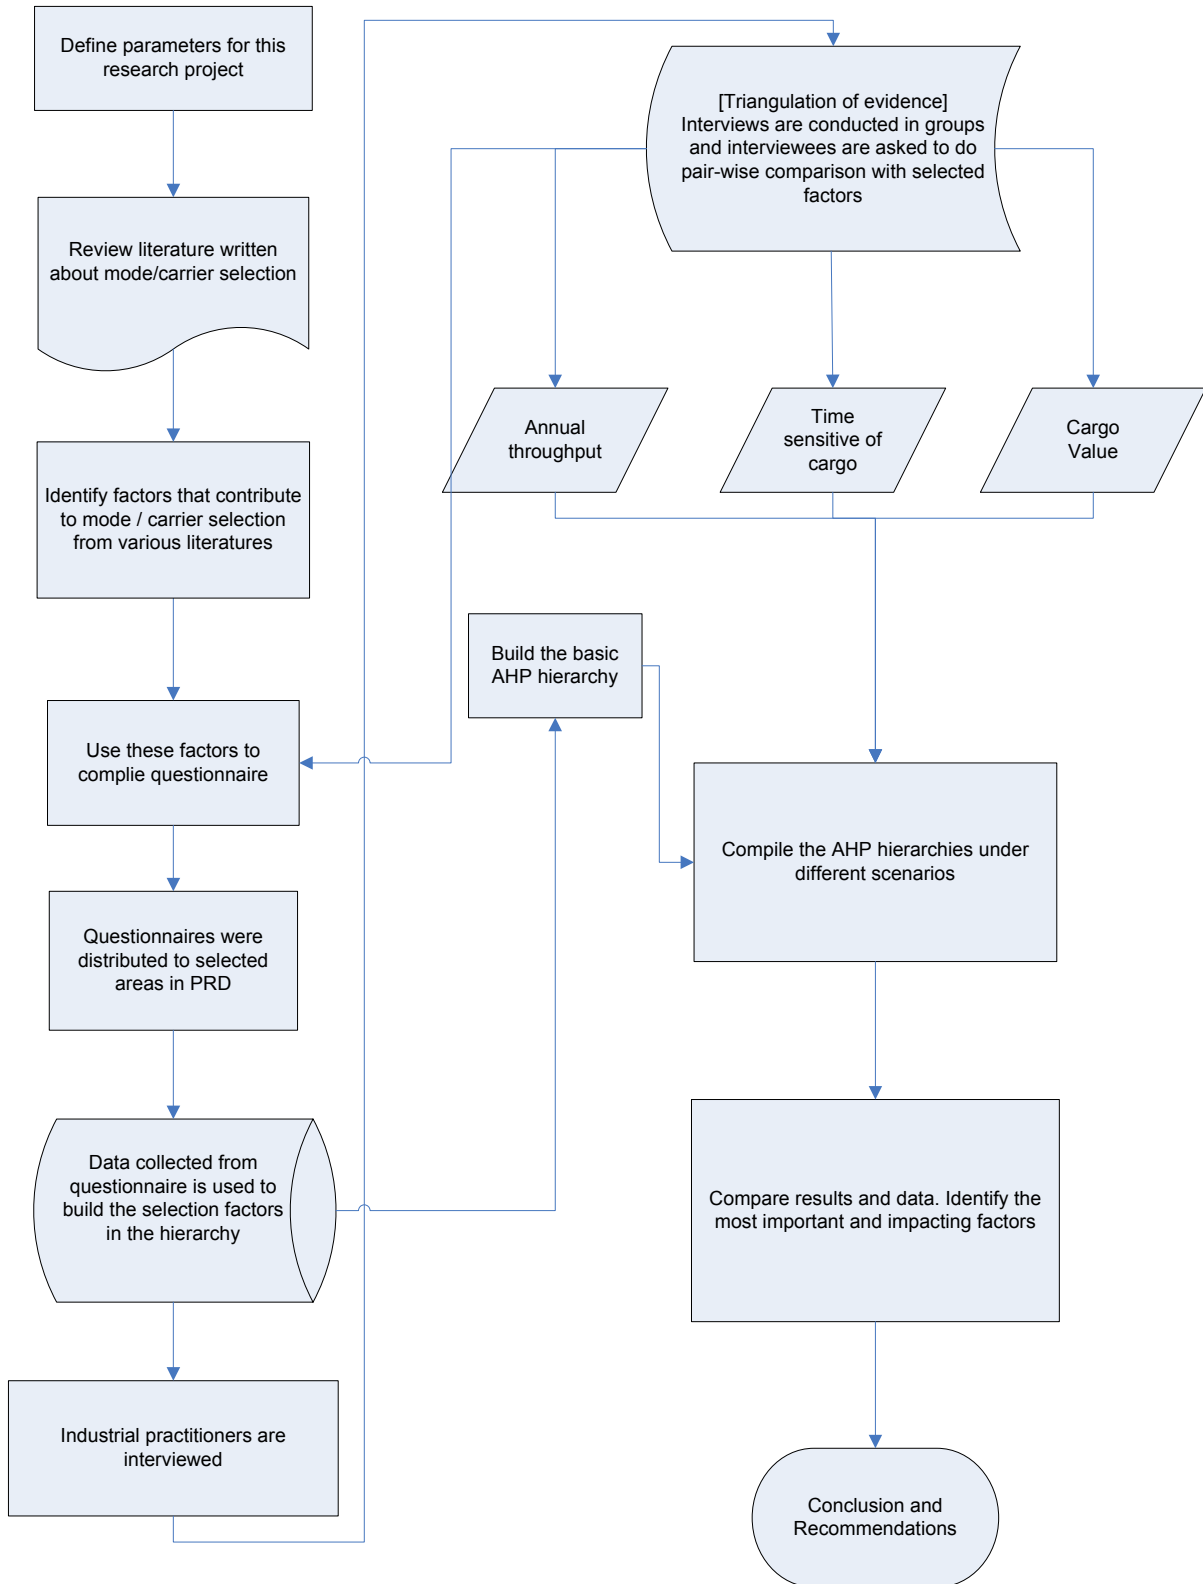 Define parameters for this
research project
Review literature written
about mode/carrier selection
Identify factors that contribute
to mode / carrier selection
from various literatures
Use these factors to
complie questionnaire
Questionnaires were
distributed to selected
areas in PRD
Data collected from
questionnaire is used to
build the selection factors
in the hierarchy
Industrial practitioners are
interviewed
[Triangulation of evidence]
Interviews are conducted in groups
and interviewees are asked to do
pair-wise comparison with selected
factors
Annual
throughput
Time
sensitive of
cargo
Cargo
Value
Build the basic
AHP hierarchy
Compile the AHP hierarchies under
different scenarios
Compare results and data. Identify the
most important and impacting factors
Conclusion and
Recommendations